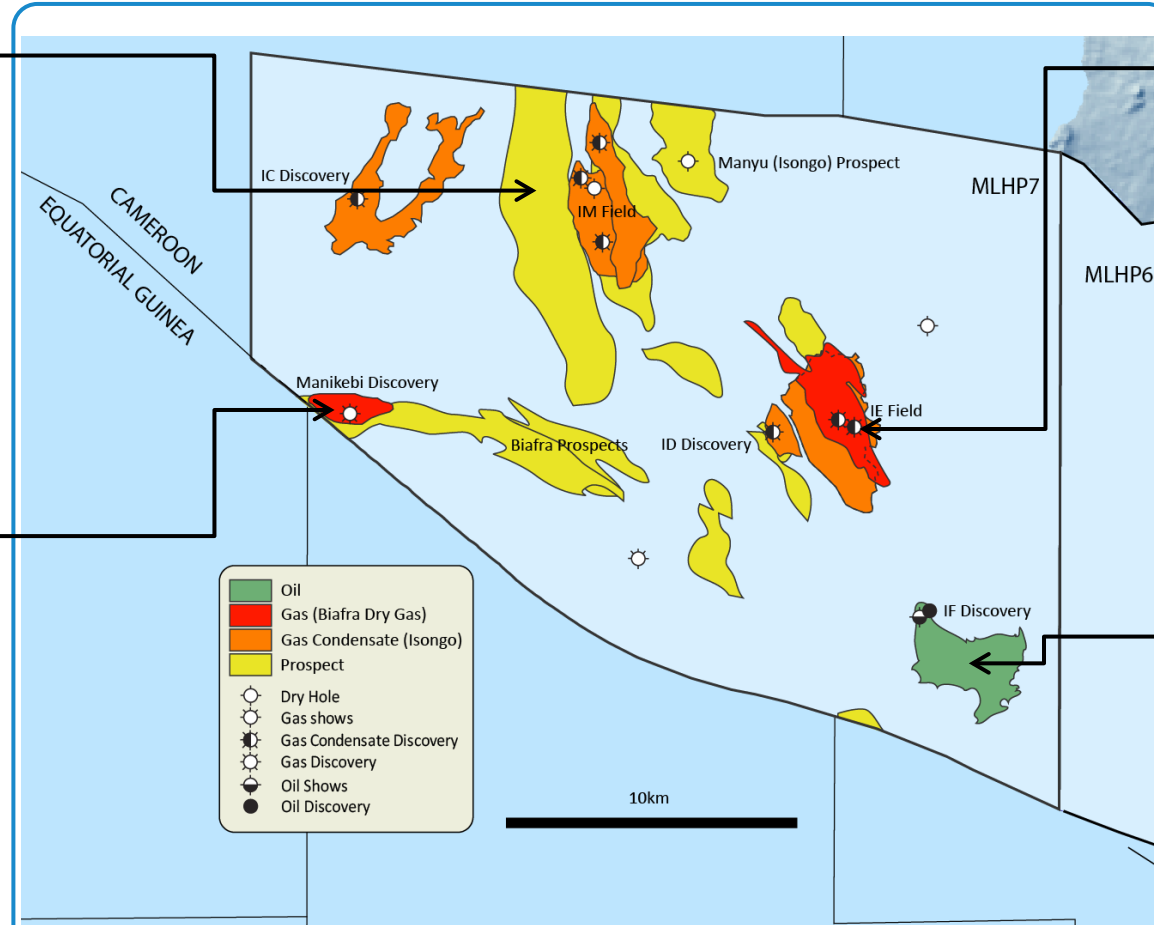 IC Discovery
Manyu (Isongo) Prospect
MLHP7
IM Field
CAMEROON
EQUATORIAL GUINEA
MLHP6
Manikebi Discovery
IE Field
Biafra Prospects
ID Discovery
Oil
Gas (Biafra Dry Gas)
Gas Condensate (Isongo)
Prospect
Dry Hole
Gas shows
Gas Condensate Discovery
Gas Discovery
Oil Shows
Oil Discovery
IF Discovery
10km